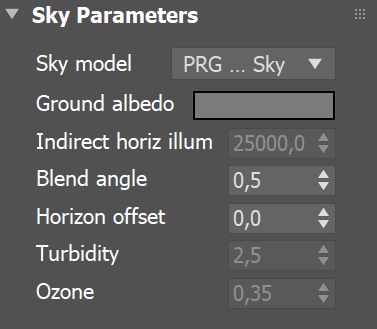 Sky Parameters
Sky model PRG ... Sky
Ground albedo
Indirect horiz illum 25000,0
Blend angle 0,5
Horizon offset 0,0
Turbidity 2,5
Ozone 0,35